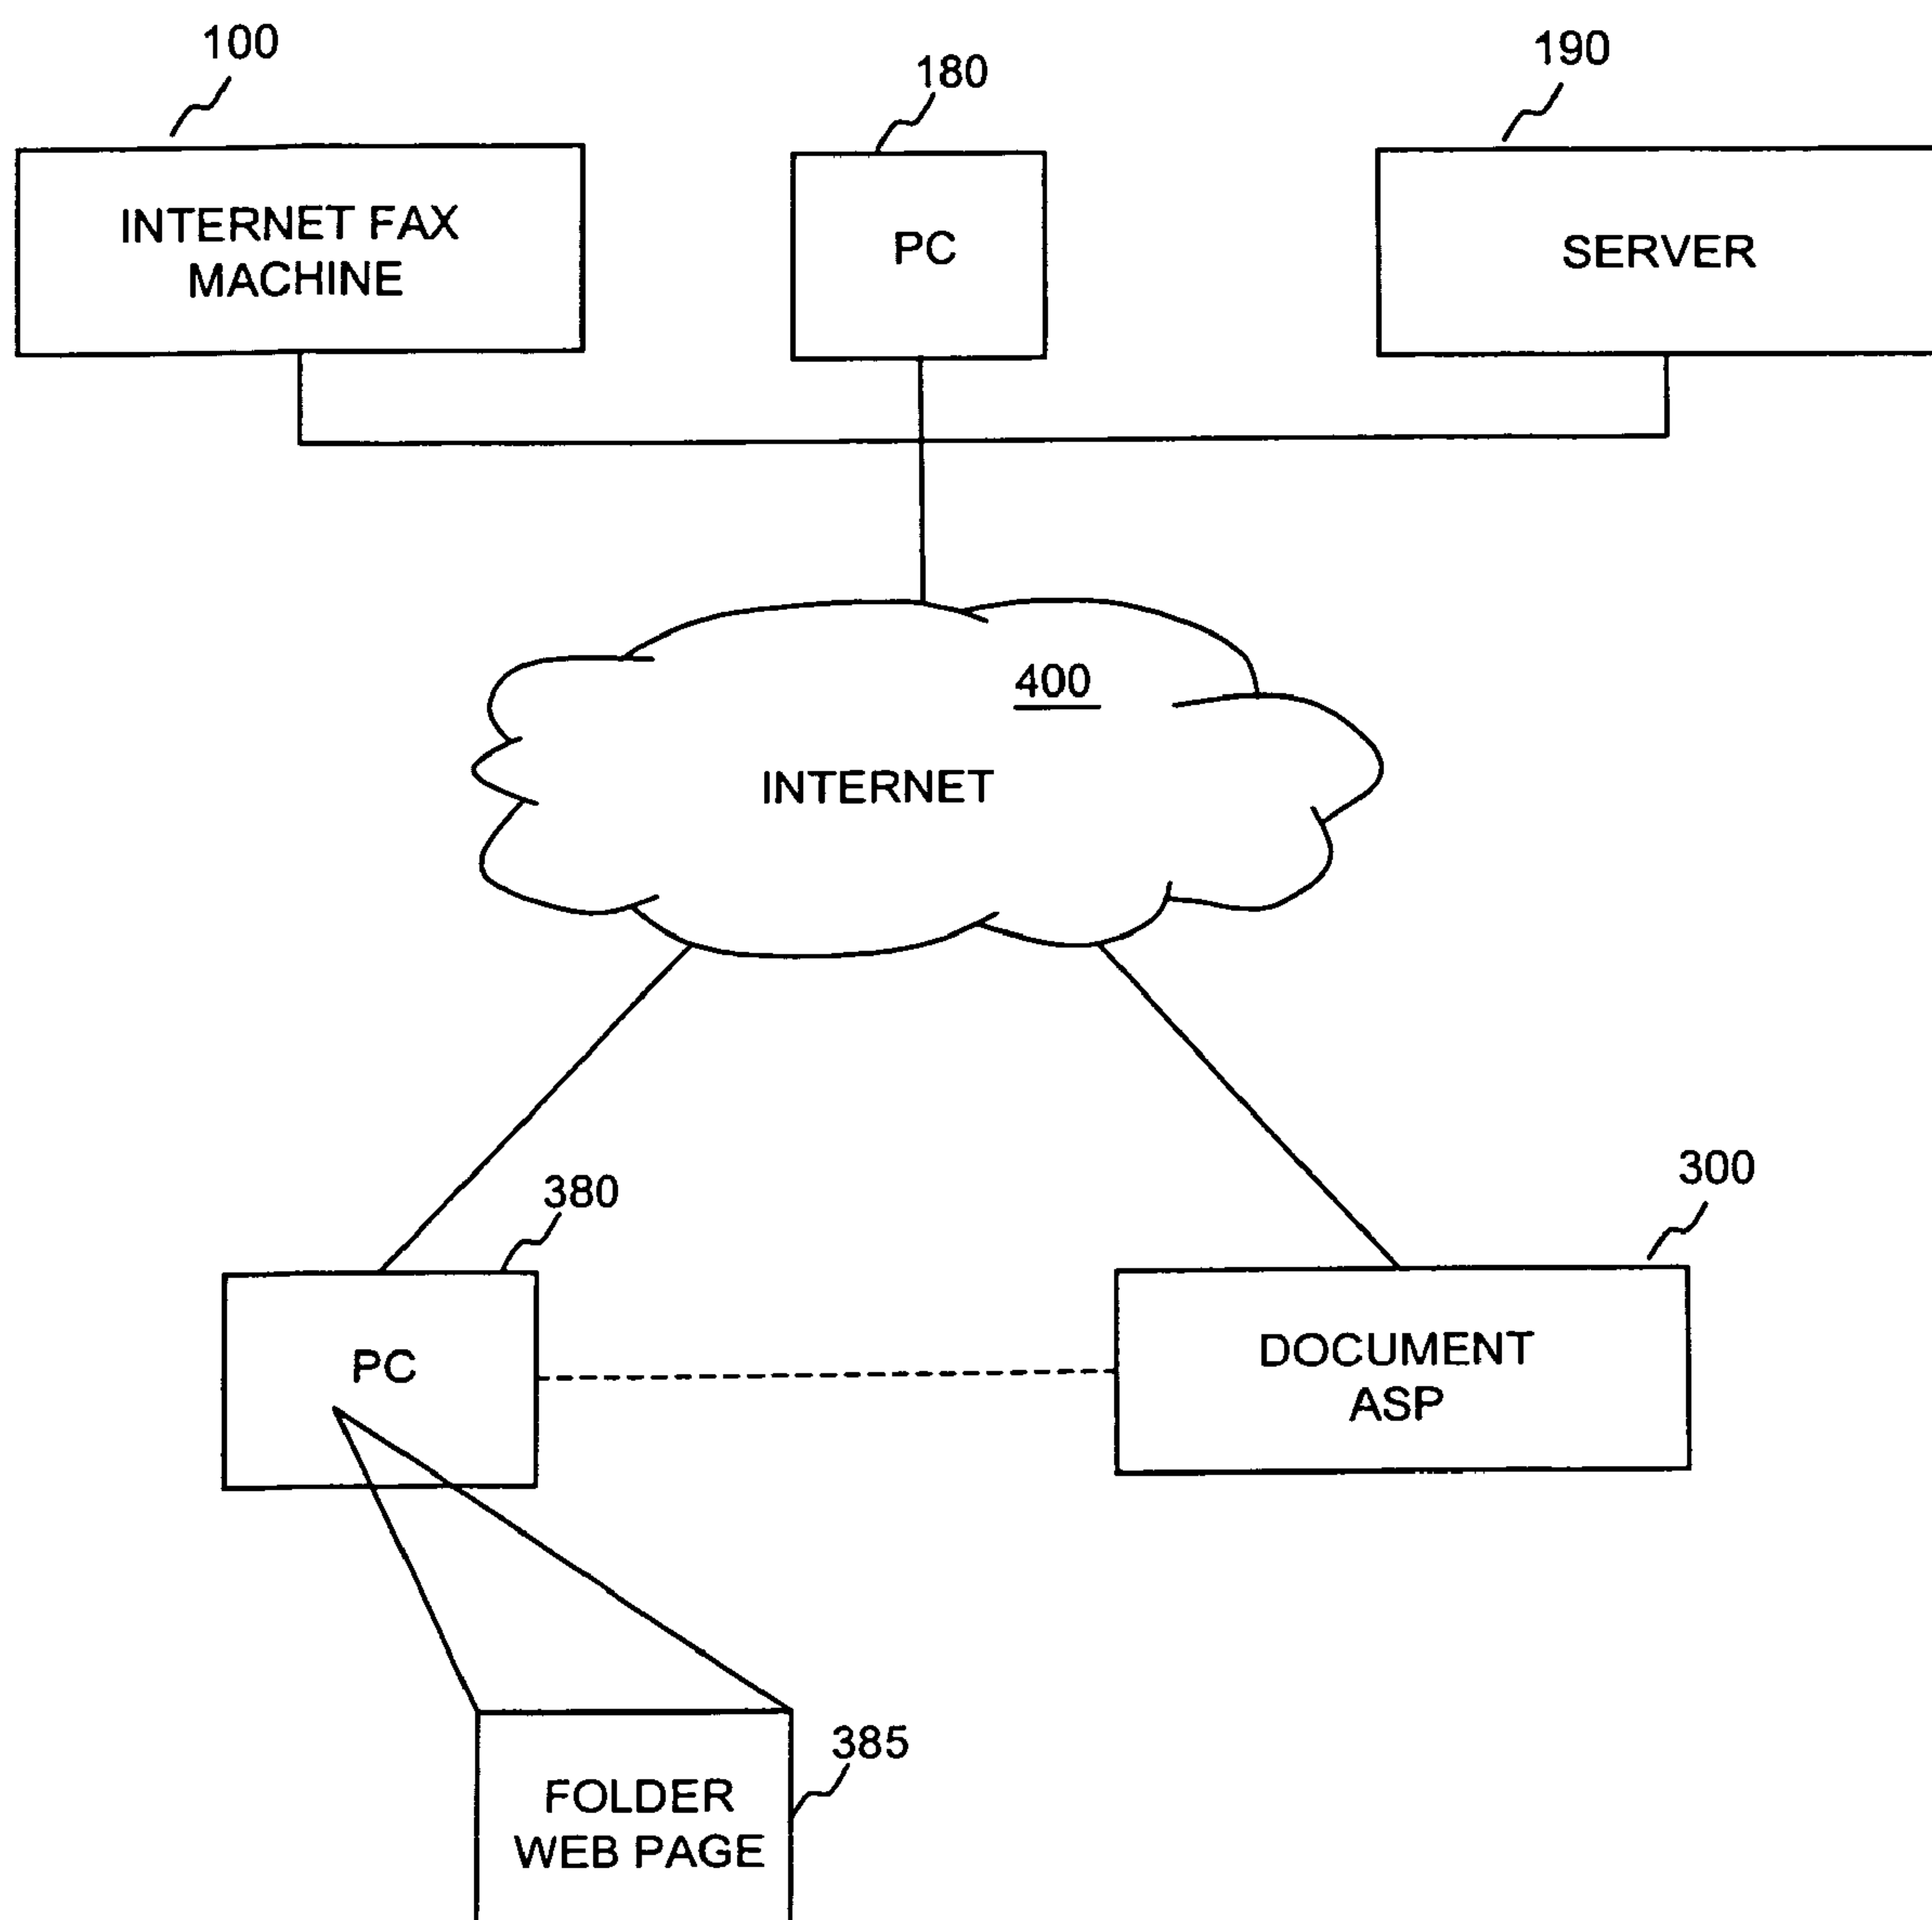 100
180
190
INTERNET FAX
MACHINE
PC
SERVER
400
INTERNET
380
300
PC
DOCUMENT
ASP
385
FOLDER
WEB PAGE